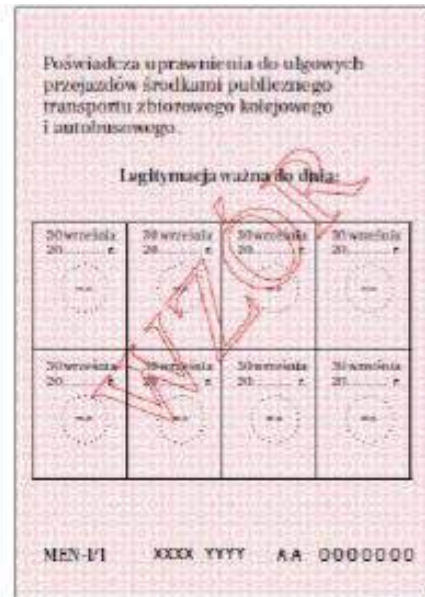 Poświadcza uprawnienia do ulgowych
przejazdów środkami publicznego
transportu zbiorowego kolejowego
i autobusowego.
Legitymacja ważna do dnia:
30 września 30 września 30 września 30 września
20......... r. 20......... r. 20......... r. 20......... r.
m.p. m.p. m.p. m.p.
30 września 30 września 30 września 30 września
20......... r. 20......... r. 20......... r. 20......... r.
m.p. m.p. m.p. m.p.
WZÓR
MEN-I/1 XXXX YYYY AA 0000000